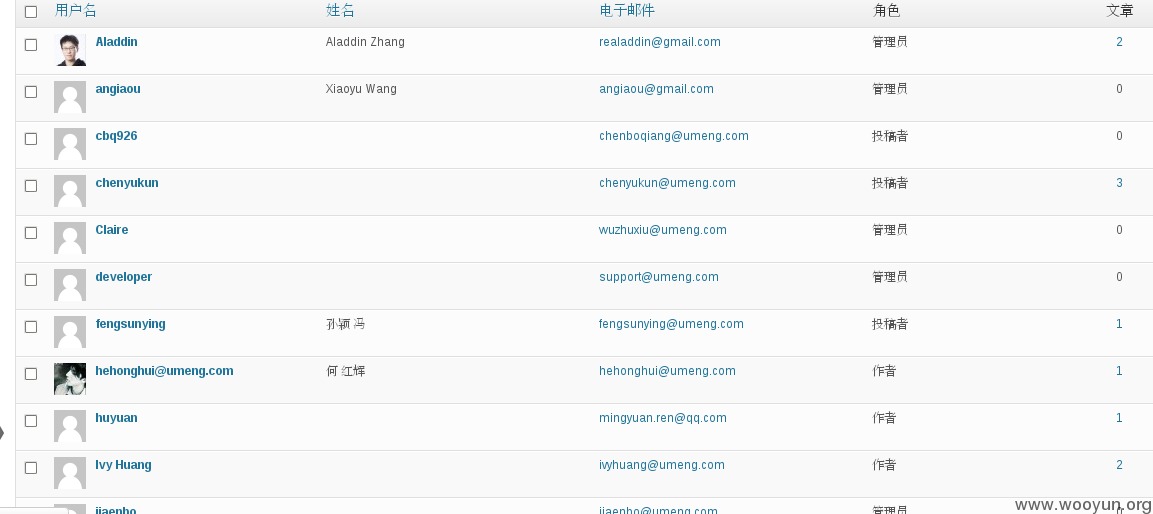 用户名 姓名 电子邮件 角色 文章
Aladdin Aladdin Zhang realaddin@gmail.com 管理员 2
angiaou Xiaoyu Wang angiaou@gmail.com 管理员 0
cbq926 chenboqiang@umeng.com 投稿者 0
chenyukun chenyukun@umeng.com 投稿者 3
Claire wuzhuxiu@umeng.com 管理员 0
developer support@umeng.com 管理员 0
fengsunying 孙颖 冯 fengsunying@umeng.com 投稿者 1
hehonghui@umeng.com 何 红辉 hehonghui@umeng.com 作者 1
huyuan mingyuan.ren@qq.com 作者 1
Ivy Huang ivyhuang@umeng.com 作者 2
管理员
www.wooyun.org